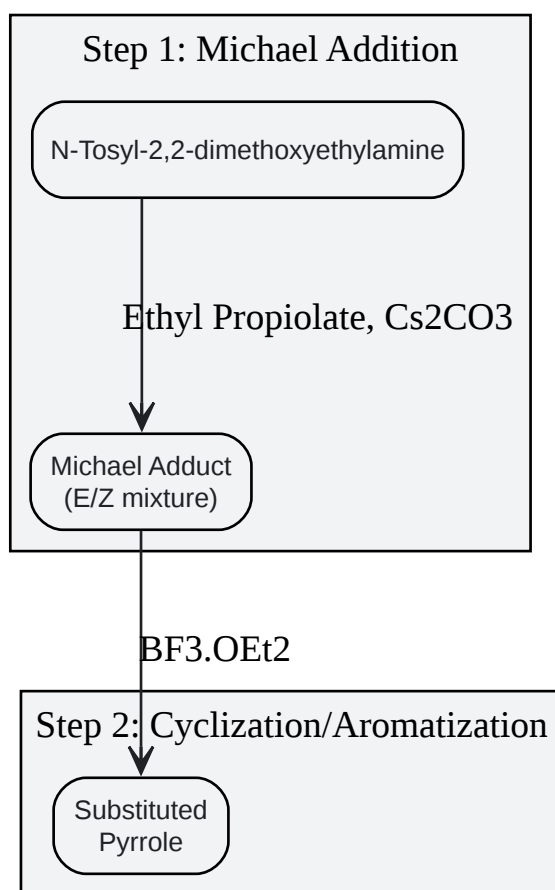 Step 1: Michael Addition
N-Tosyl-2,2-dimethoxyethylamine
Ethyl Propiolate, Cs2CO3
Michael Adduct
(E/Z mixture)
BF3.OEt2
Step 2: Cyclization/Aromatization
Substituted
Pyrrole